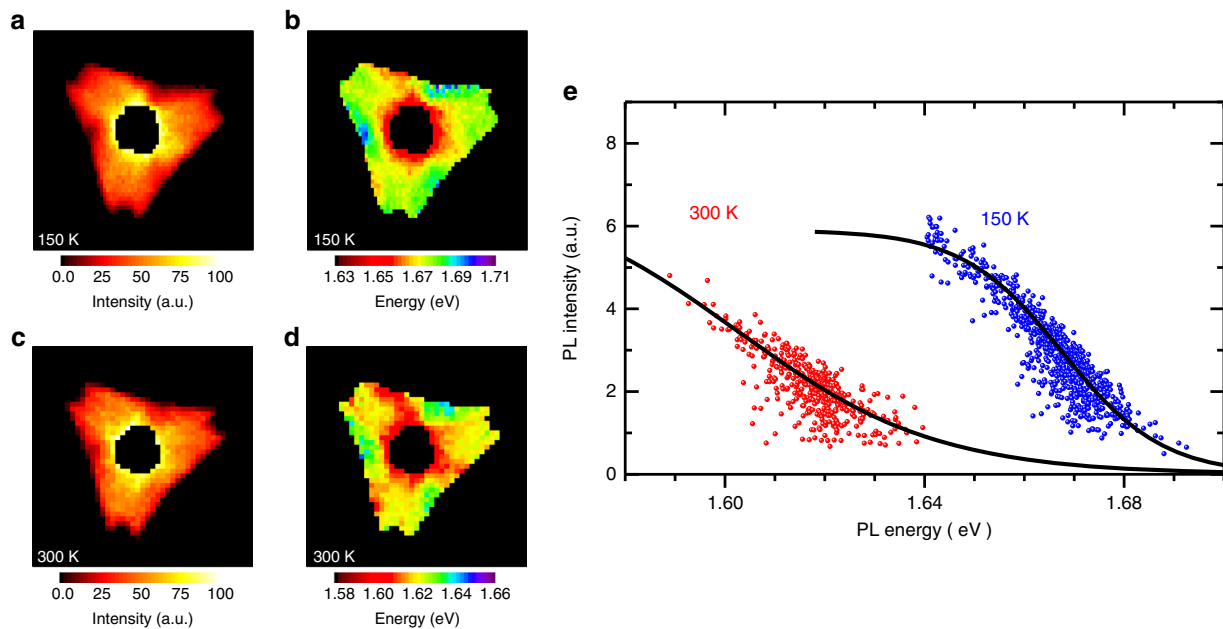 a
150 K
0.0 25 50 75 100
Intensity (a.u.)
b
150 K
1.63 1.65 1.67 1.69 1.71
Energy (eV)
c
300 K
0.0 25 50 75 100
Intensity (a.u.)
d
300 K
1.58 1.60 1.62 1.64 1.66
Energy (eV)
e
8
6
4
2
0
PL intensity (a.u.)
300 K
150 K
1.60 1.64 1.68
PL energy ( eV )